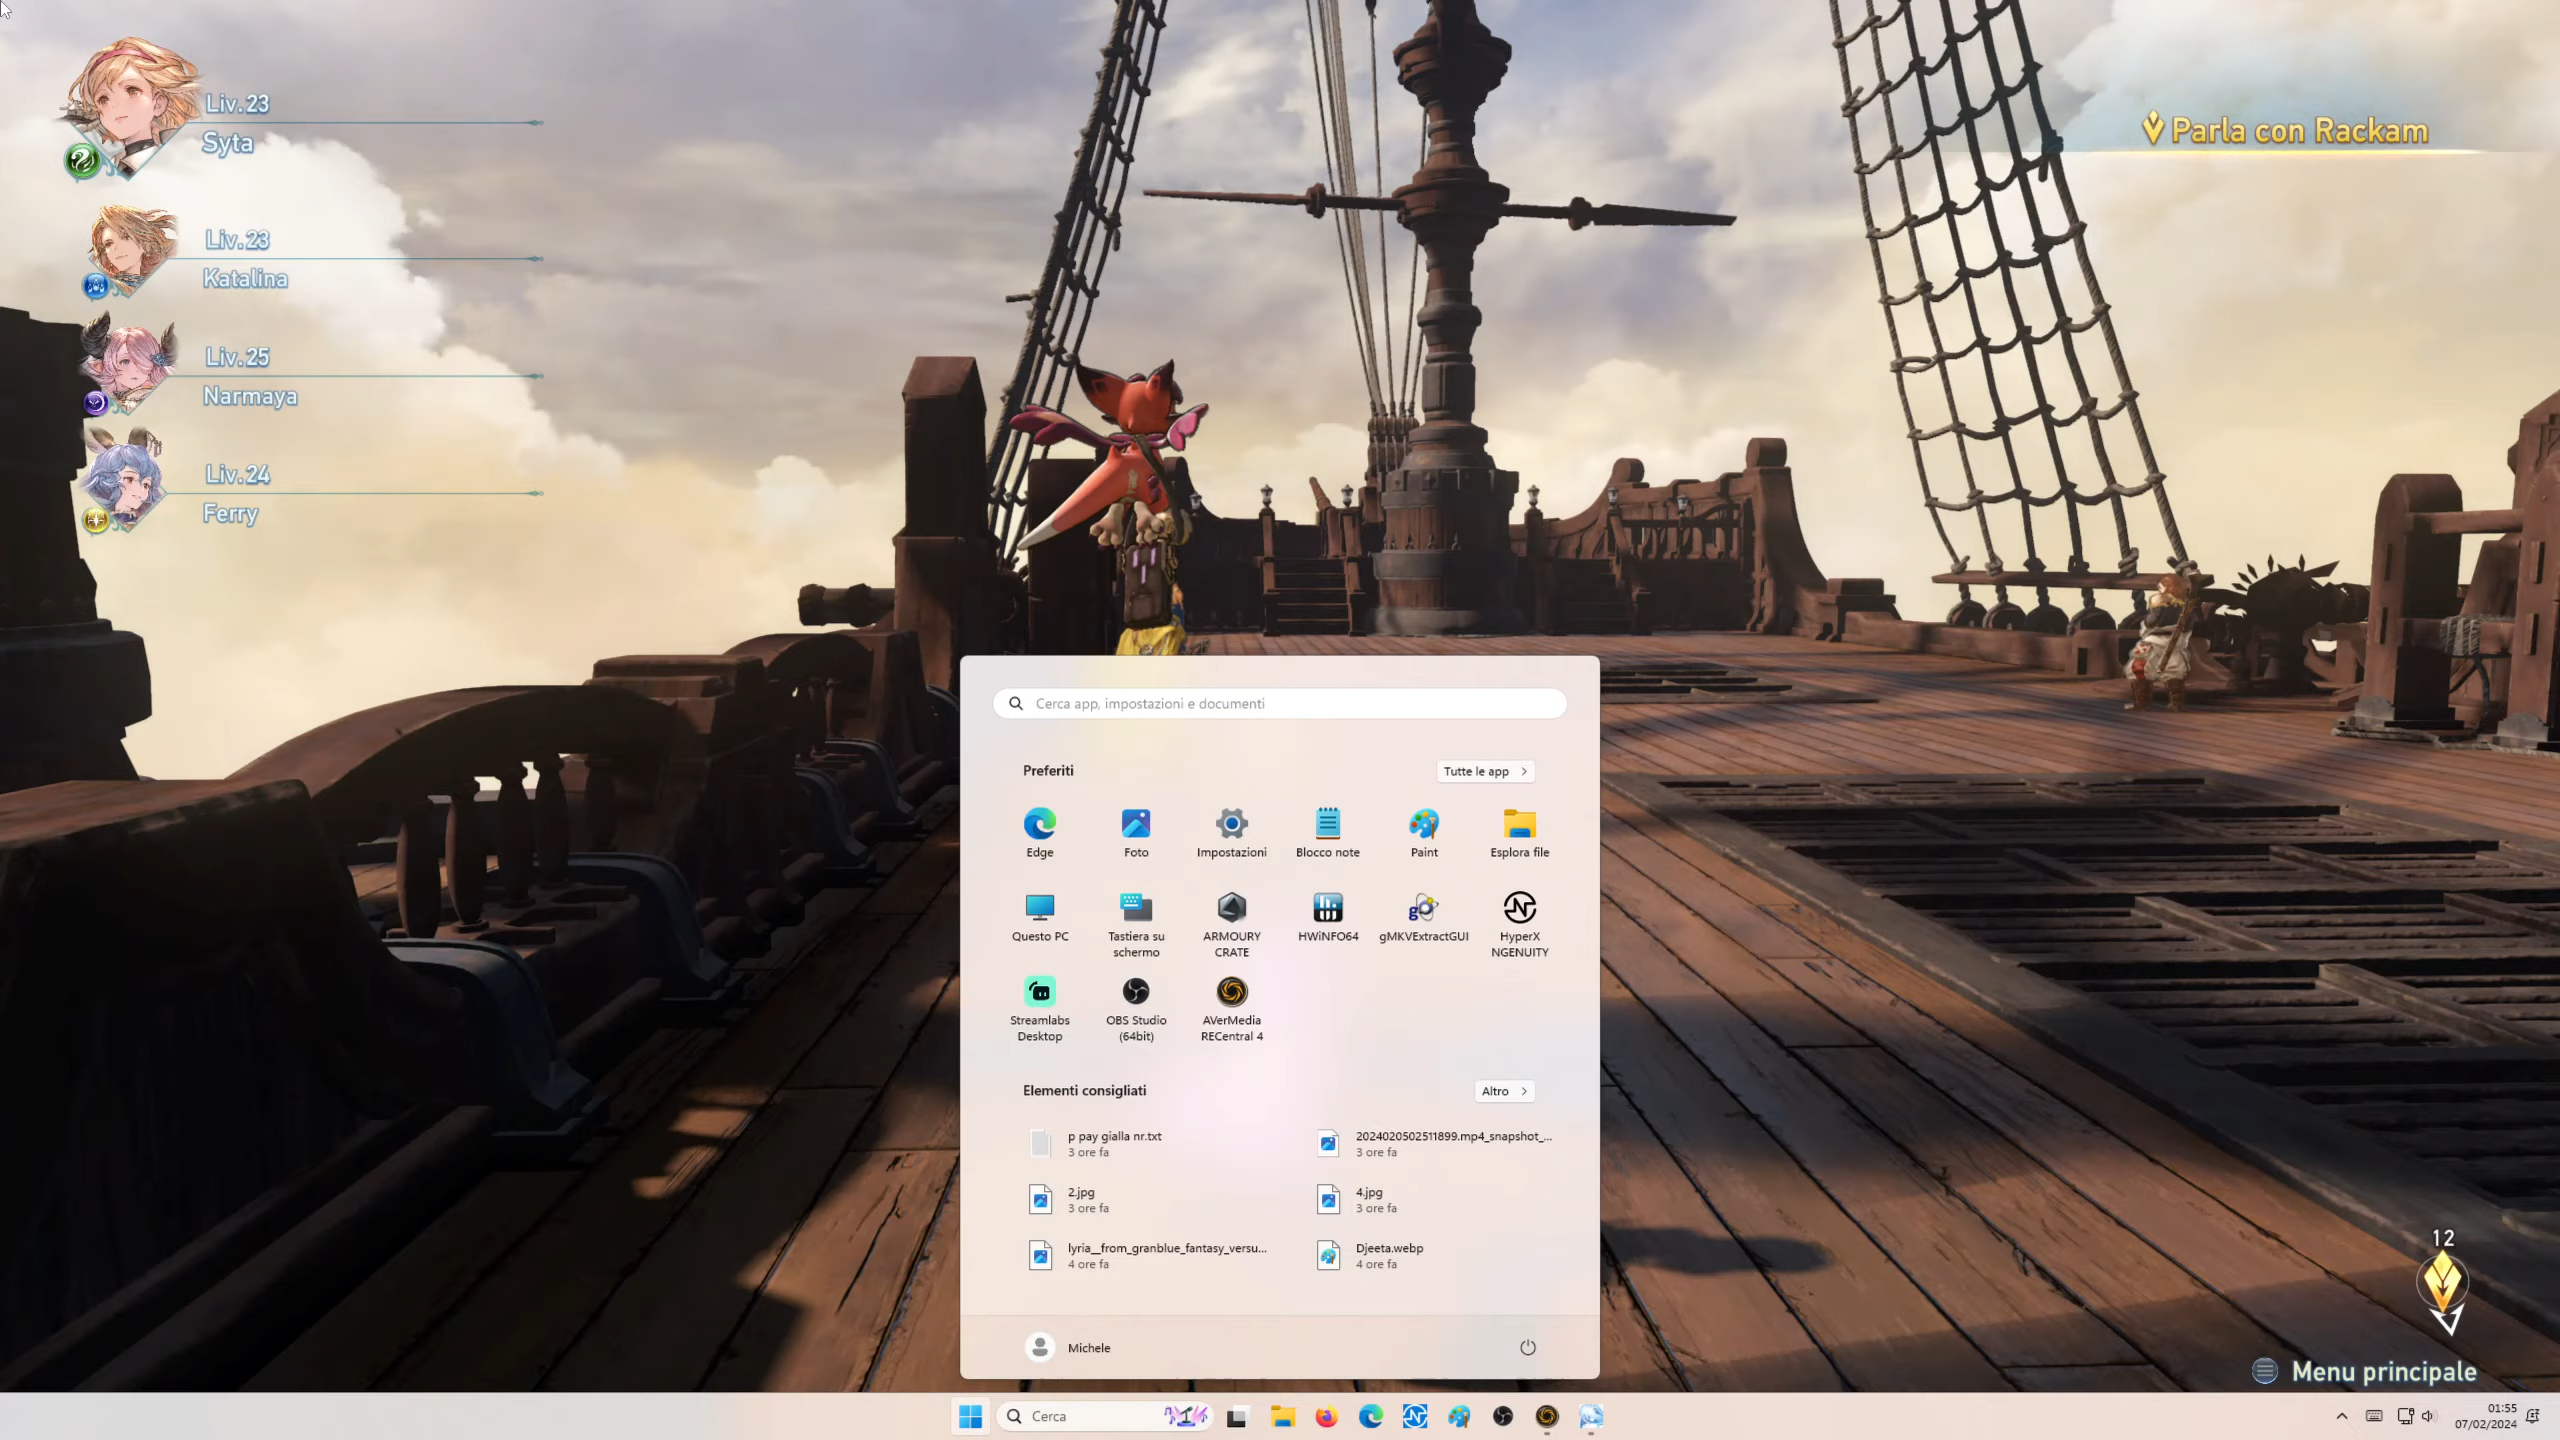 Liv.23
Syta
Liv.23
Katalina
Liv.25
Narmaya
Liv.24
Ferry
Parla con Rackam
Cerca app, impostazioni e documenti
Preferiti
Tutte le app
Edge
Foto
Impostazioni
Blocco note
Paint
Esplora file
Questo PC
Tastiera su
schermo
ARMOURY
CRATE
HWiNFO64
gMKVExtractGUI
HyperX
NGENUITY
Streamlabs
Desktop
OBS Studio
(64bit)
AVerMedia
RECentral 4
Elementi consigliati
Altro
p pay gialla nr.txt
3 ore fa
2024020502511899.mp4_snapshot_...
3 ore fa
2.jpg
3 ore fa
4.jpg
3 ore fa
lyria__from_granblue_fantasy_versu...
4 ore fa
Djeeta.webp
4 ore fa
Michele
12
Menu principale
Cerca
01:55
07/02/2024